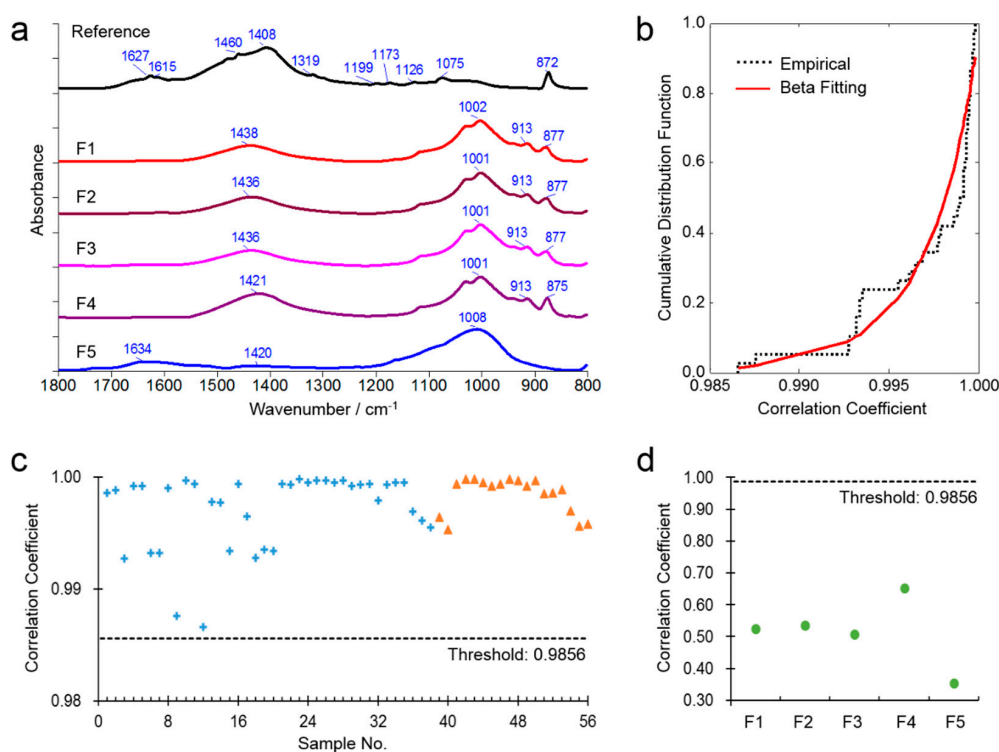 a
Reference
1627
1615
1460
1408
1319
1199
1173
1126
1075
872
F1
1438
1002
913
877
F2
1436
1001
913
877
F3
1436
1001
913
877
F4
1421
1001
913
875
F5
1634
1420
1008
Absorbance
1800 1700 1600 1500 1400 1300 1200 1100 1000 900 800
Wavenumber / cm⁻¹
b
Empirical
Beta Fitting
Cumulative Distribution Function
1.0
0.8
0.6
0.4
0.2
0.0
0.985 0.990 0.995 1.000
Correlation Coefficient
c
Correlation Coefficient
1.00
0.99
0.98
Threshold: 0.9856
0 8 16 24 32 40 48 56
Sample No.
d
Correlation Coefficient
1.00
0.90
0.80
0.70
0.60
0.50
0.40
0.30
Threshold: 0.9856
F1 F2 F3 F4 F5